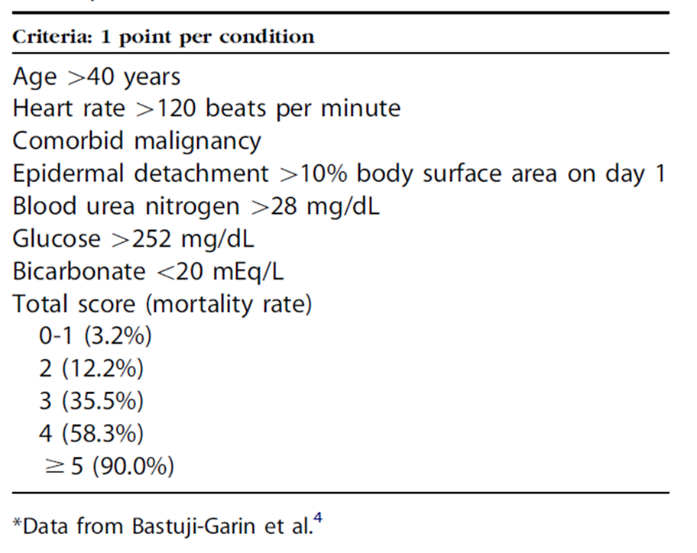 Criteria: 1 point per condition
Age >40 years
Heart rate >120 beats per minute
Comorbid malignancy
Epidermal detachment >10% body surface area on day 1
Blood urea nitrogen >28 mg/dL
Glucose >252 mg/dL
Bicarbonate <20 mEq/L
Total score (mortality rate)
0-1 (3.2%)
2 (12.2%)
3 (35.5%)
4 (58.3%)
≥ 5 (90.0%)
*Data from Bastuji-Garin et al.4